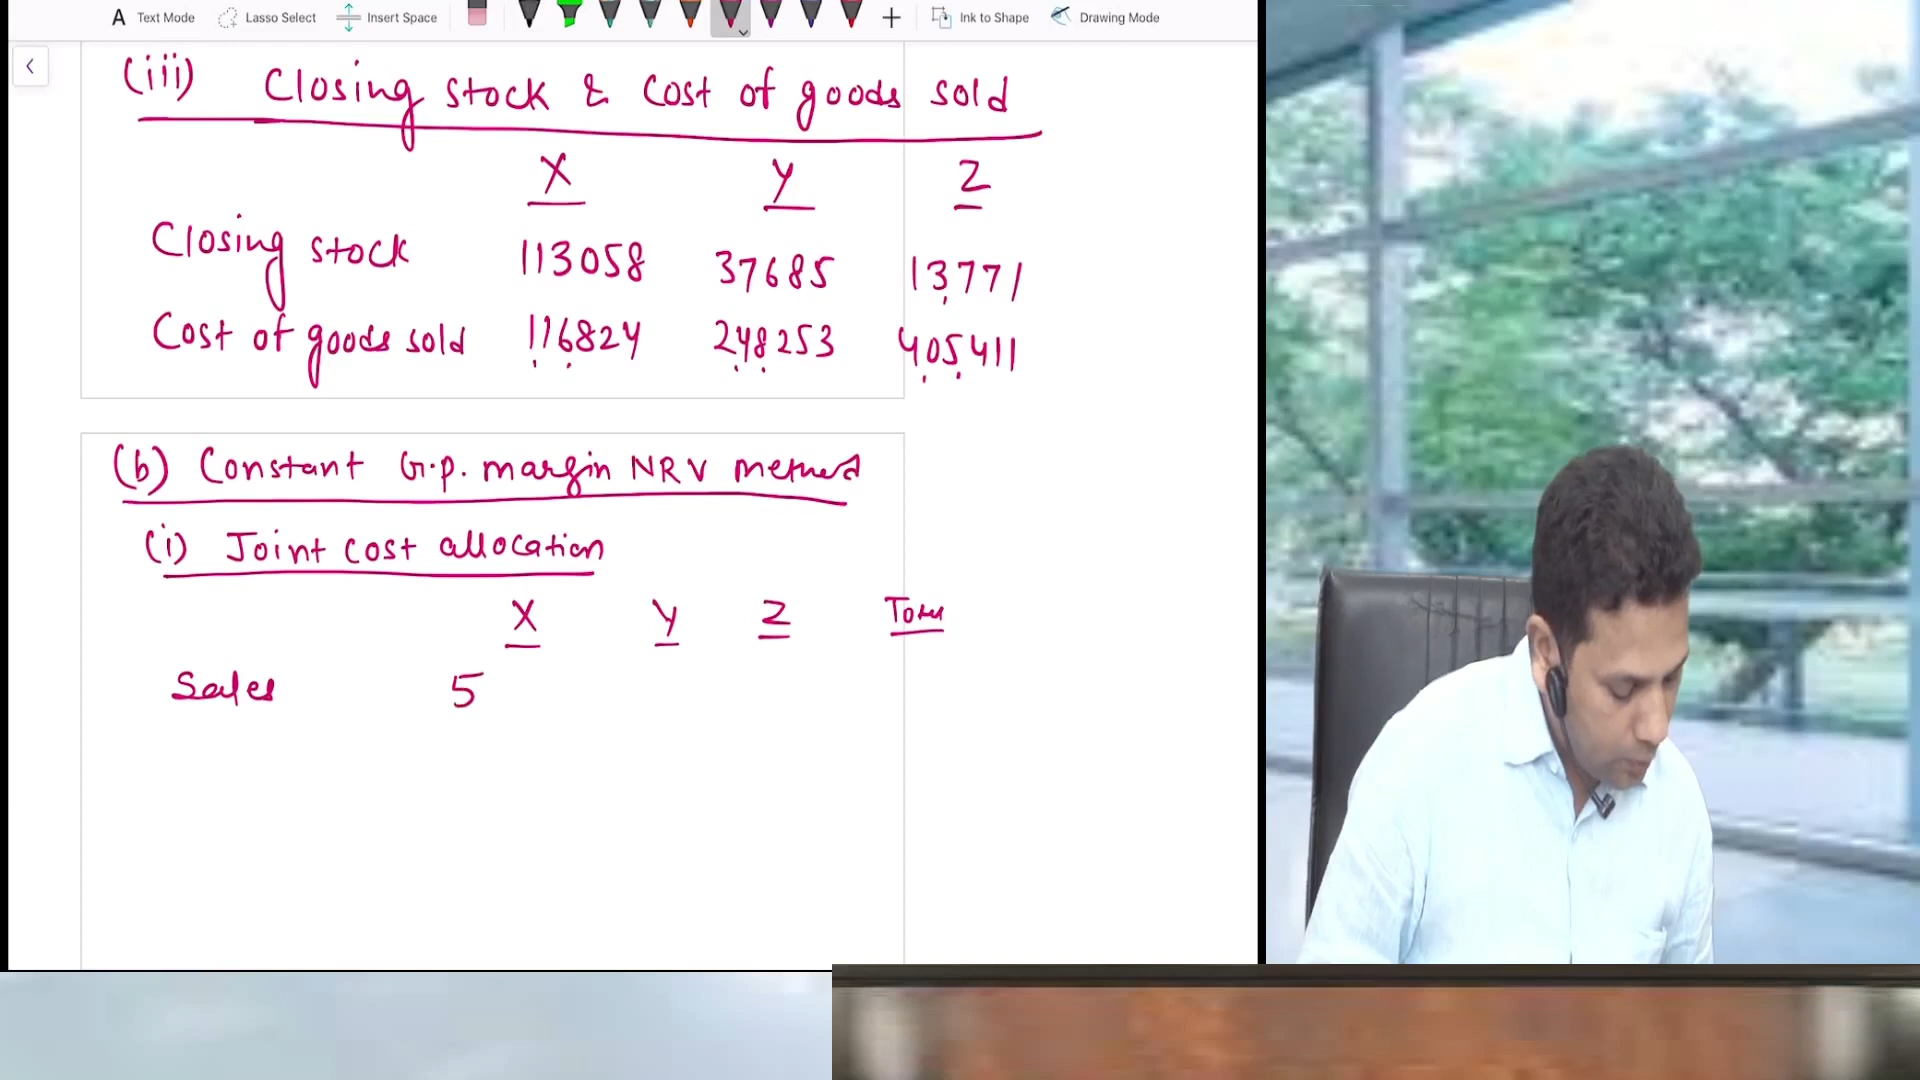 A Text Mode Lasso Select Insert Space Ink to Shape Drawing Mode
(iii) Closing stock & Cost of goods sold
X Y Z
Closing stock 113058 37685 13,771
Cost of goods sold 116824 248253 405411
(b) Constant G.p. margin NRV method
(i) Joint cost allocation
X Y Z Total
Sales 5